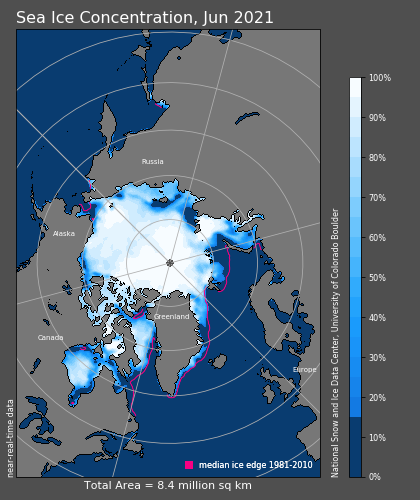 Sea Ice Concentration, Jun 2021
Russia
Alaska
Greenland
Canada
Europe
near-real-time data
median ice edge 1981-2010
Total Area = 8.4 million sq km
National Snow and Ice Data Center, University of Colorado Boulder
100%
90%
80%
70%
60%
50%
40%
30%
20%
10%
0%